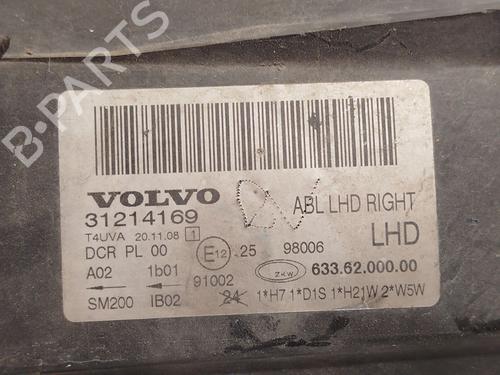 B-PARTS
VOLVO
31214169
ABL LHD RIGHT
T4UVA 20.11.08 1
LHD
DCR PL 00 E12 .25 98006
A02 1b01 91002 ZKW 633.62.000.00
SM200 IB02 24 1*H7 1*D1S 1*H21W 2*W5W